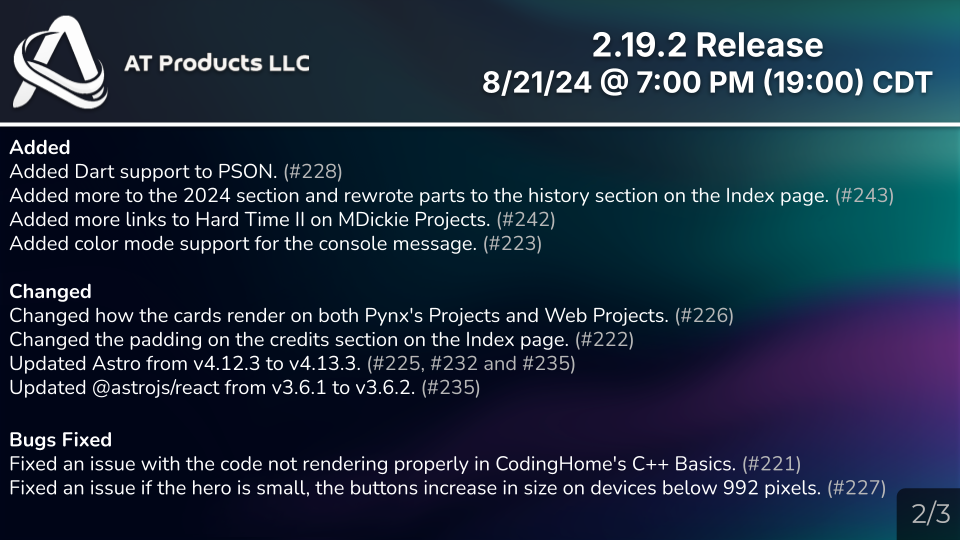 AT Products LLC
2.19.2 Release
8/21/24 @ 7:00 PM (19:00) CDT
Added
Added Dart support to PSON. (#228)
Added more to the 2024 section and rewrote parts to the history section on the Index page. (#243)
Added more links to Hard Time II on MDickie Projects. (#242)
Added color mode support for the console message. (#223)
Changed
Changed how the cards render on both Pynx's Projects and Web Projects. (#226)
Changed the padding on the credits section on the Index page. (#222)
Updated Astro from v4.12.3 to v4.13.3. (#225, #232 and #235)
Updated @astrojs/react from v3.6.1 to v3.6.2. (#235)
Bugs Fixed
Fixed an issue with the code not rendering properly in CodingHome's C++ Basics. (#221)
Fixed an issue if the hero is small, the buttons increase in size on devices below 992 pixels. (#227)
2/3